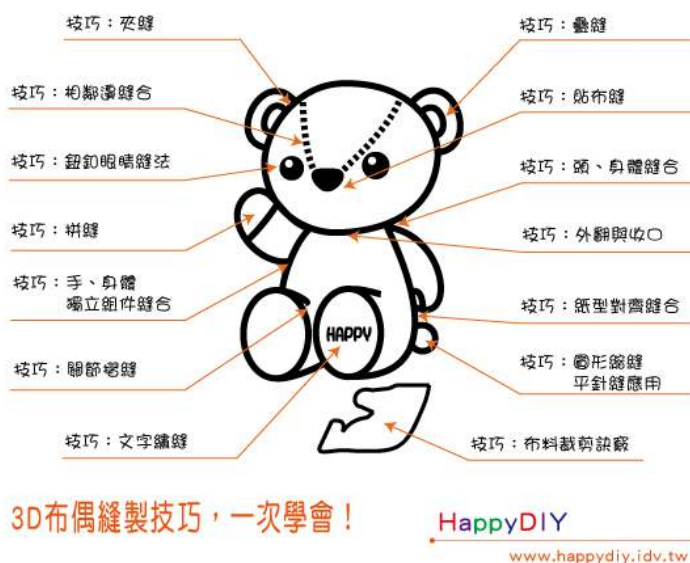 技巧：夾縫
技巧：疊縫
技巧：相鄰邊縫合
技巧：貼布縫
技巧：鈕釦眼睛縫法
技巧：頭、身體縫合
技巧：拼縫
技巧：外翻與收口
技巧：手、身體
獨立組件縫合
技巧：紙型對齊縫合
技巧：關節褶縫
技巧：圓形縮縫
平針縫應用
HAPPY
技巧：文字繡縫
技巧：布料裁剪訣竅
3D布偶縫製技巧，一次學會！
HappyDIY
www.happydiy.idv.tw